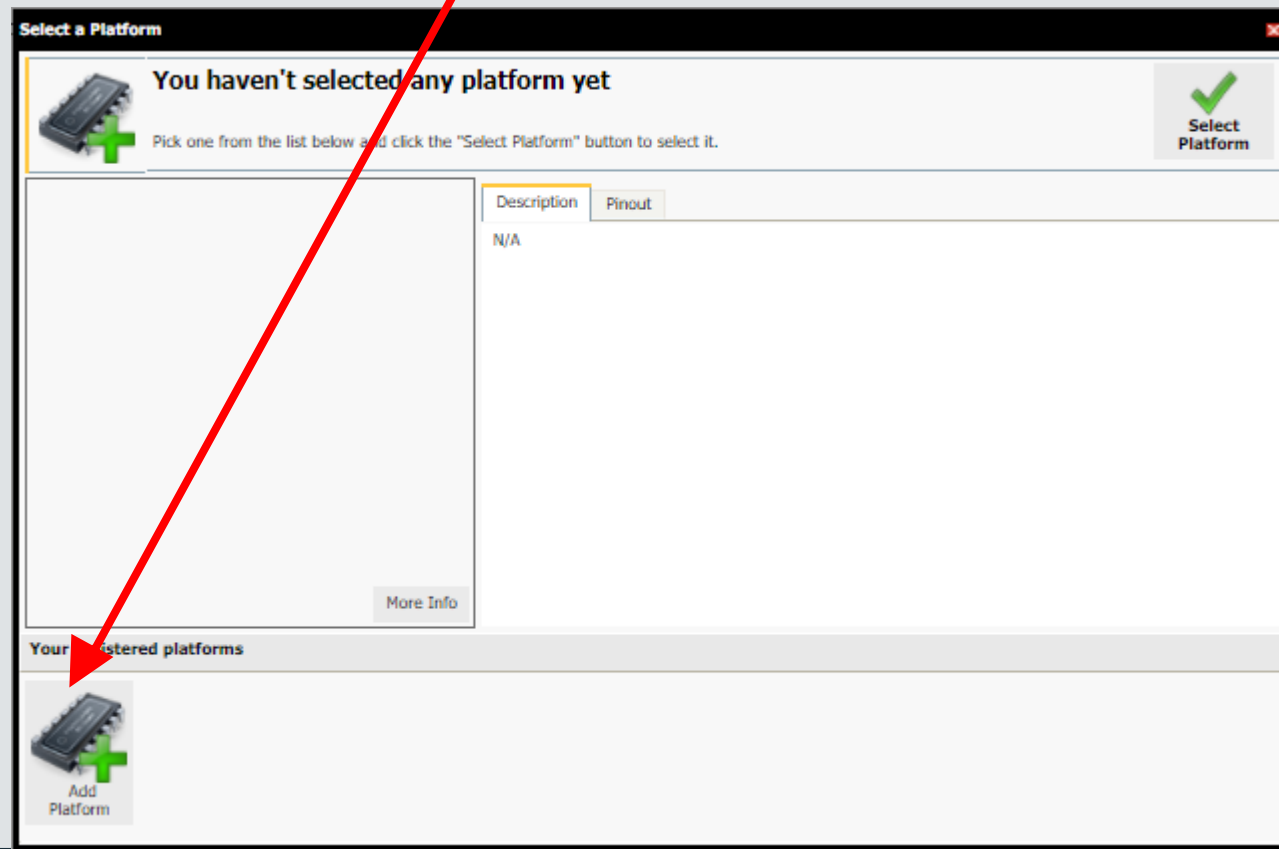 Select a Platform
You haven't selected any platform yet
Pick one from the list below and click the "Select Platform" button to select it.
Select
Platform
Description
Pinout
N/A
More Info
Your platforms
Add
Platform